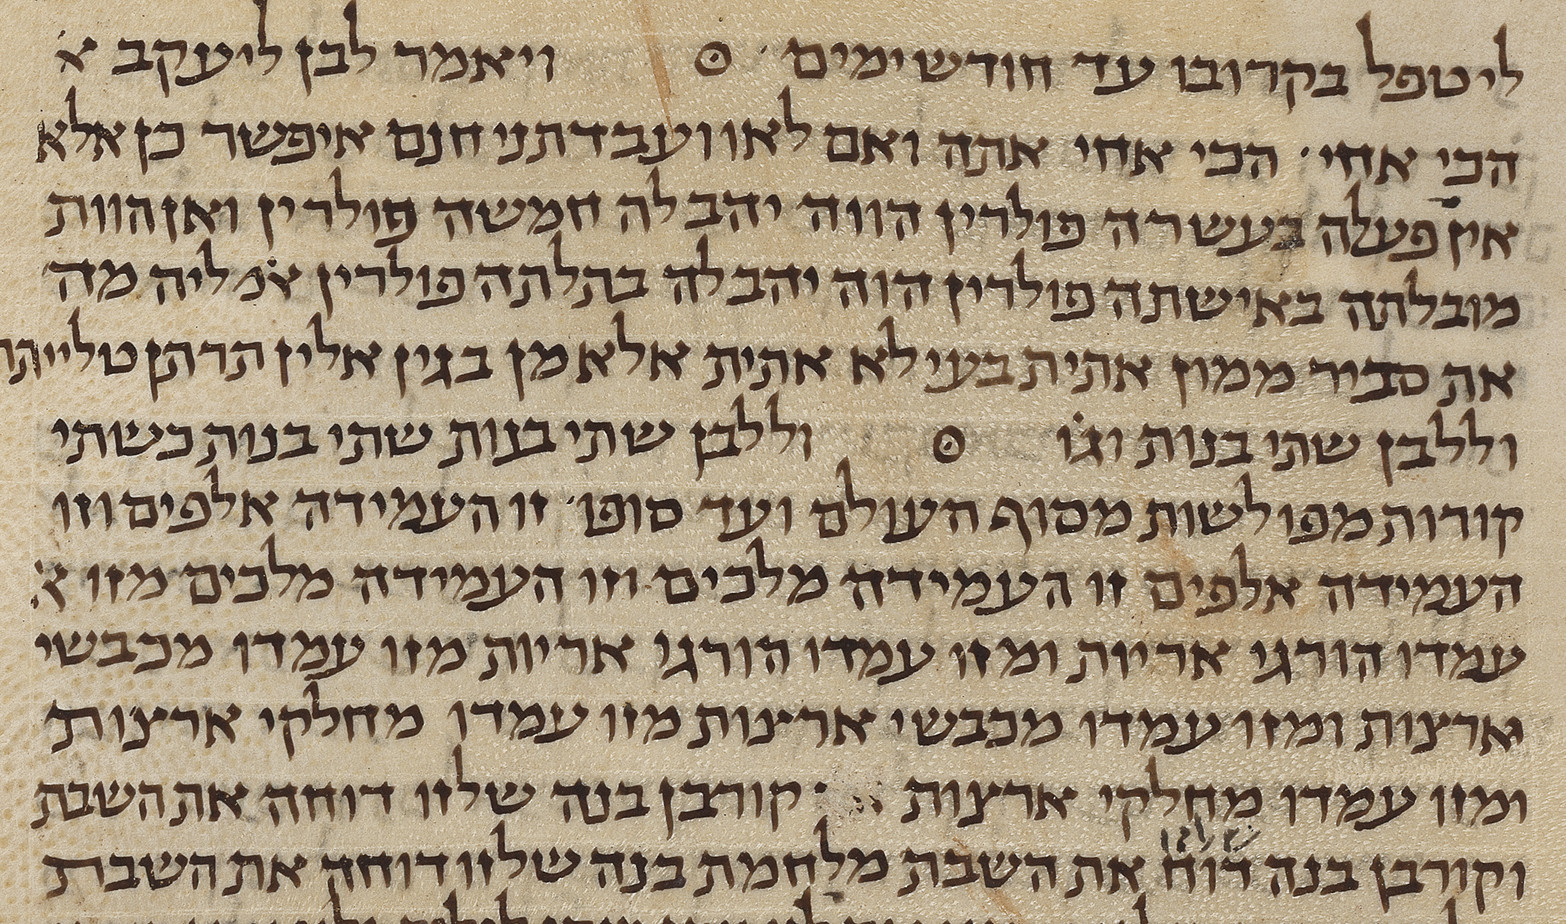 ליטפל בקרובו עד חודש ימים ויאמר לבן ליעקב א'
הכי אחי הכי אחי אתה ואם לאו ועבדתני חנם איפשר כן אלא
אין פעלה בעשרה פולרין הווה יהב לה חמשה פולרין ואין הוות
מובלתה באישתה פולרין הוה יהב לה בתלתה פולרין א'מ' ליה מה
את סבור ממון אתית בעי לא אתית אלא מן בגין אלין תרתין טלייתה
וללבן שתי בנות וגו' וללבן שתי בנות שתי בנות כשתי
קורות מפולשות מסוף העולם ועד סופו זו העמידה אלפים וזו
העמידה אלפים זו העמידה מלכים וזו העמידה מלכים מזו
עמדו הורגי אריות ומזו עמדו הורגי אריות מזו עמדו מכבשי
ארצות ומזו עמדו מכבשי ארצות מזו עמדו מחלקי ארצות
ומזו עמדו מחלקי ארצות קורבן בנה שלזו דוחה את השבת
וקורבן בנה שלזו דוח את השבת מלחמת בנה שלזו דוחה את השבת